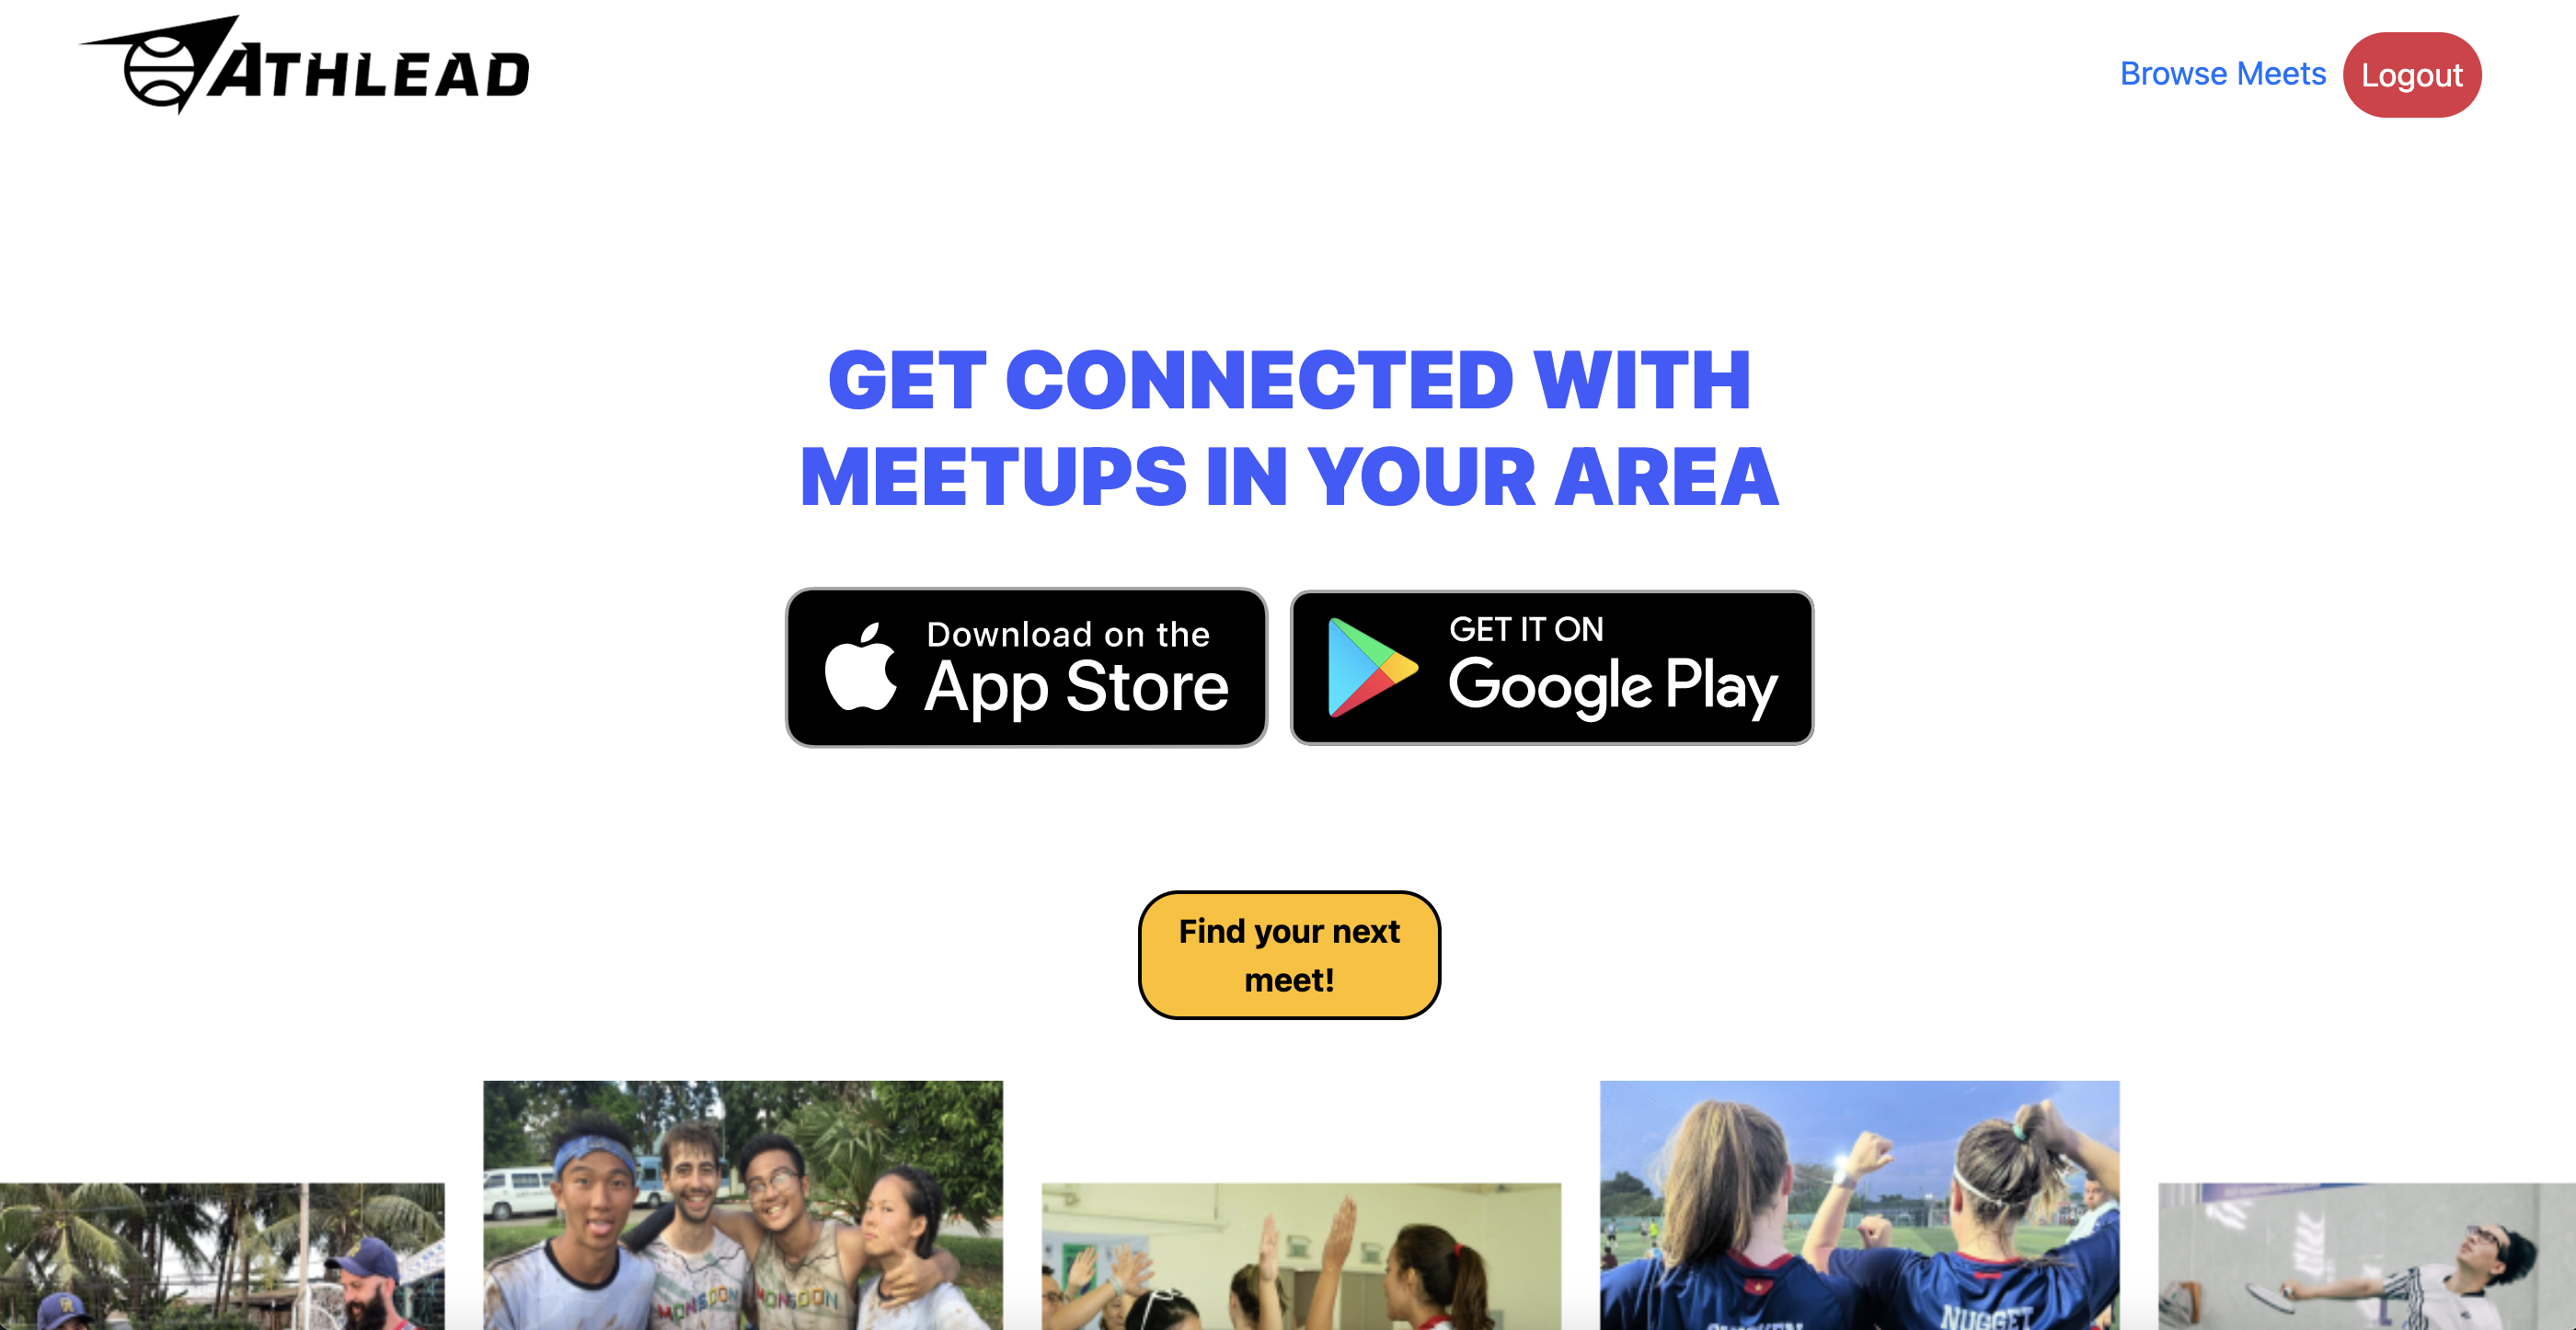 ATHLEAD
Browse Meets
Logout
GET CONNECTED WITH
MEETUPS IN YOUR AREA
Download on the
App Store
GET IT ON
Google Play
Find your next
meet!
MONSOON
MONSOON
NUGGET